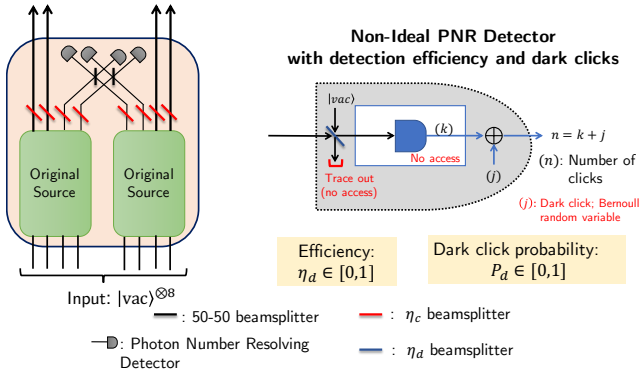 Non-Ideal PNR Detector
with detection efficiency and dark clicks
|vac⟩
(k)
n = k + j
No access
Trace out
(no access)
(j)
(n): Number of
clicks
(j): Dark click; Bernoull
random variable
Original
Source
Original
Source
Efficiency:
η_d ∈ [0,1]
Dark click probability:
P_d ∈ [0,1]
Input: |vac⟩^⊗8
: 50-50 beamsplitter
: η_c beamsplitter
: Photon Number Resolving
Detector
: η_d beamsplitter